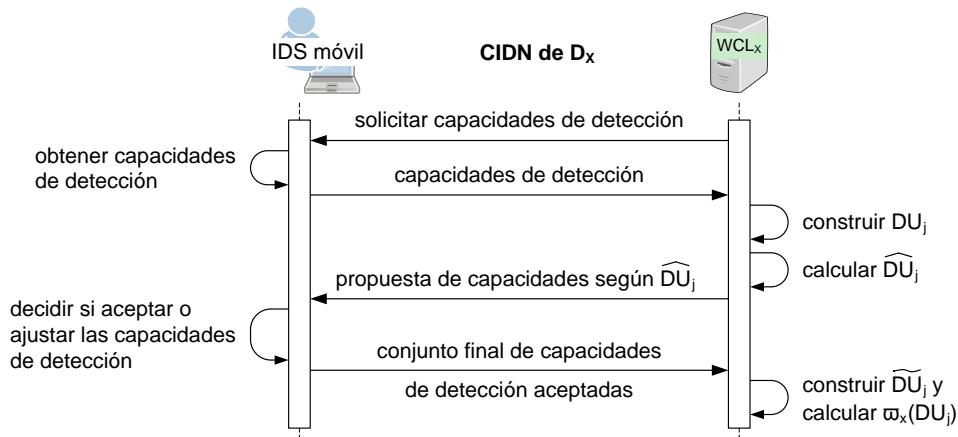 IDS móvil
CIDN de Dₓ
WCLₓ
solicitar capacidades de detección
obtener capacidades
de detección
capacidades de detección
construir DUⱼ
calcular D͡Uⱼ
propuesta de capacidades según D͡Uⱼ
decidir si aceptar o
ajustar las capacidades
de detección
conjunto final de capacidades
de detección aceptadas
construir D͠Uⱼ y
calcular ϖₓ(DUⱼ)